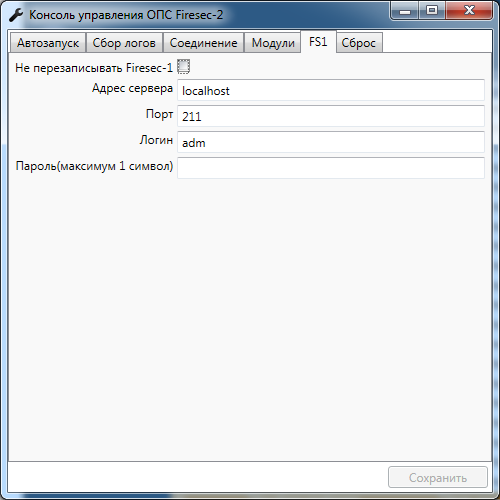 Консоль управления ОПС Firesec-2
Автозапуск Сбор логов Соединение Модули FS1 Сброс
Не перезаписывать Firesec-1
Адрес сервера localhost
Порт 211
Логин adm
Пароль(максимум 1 символ)
Сохранить